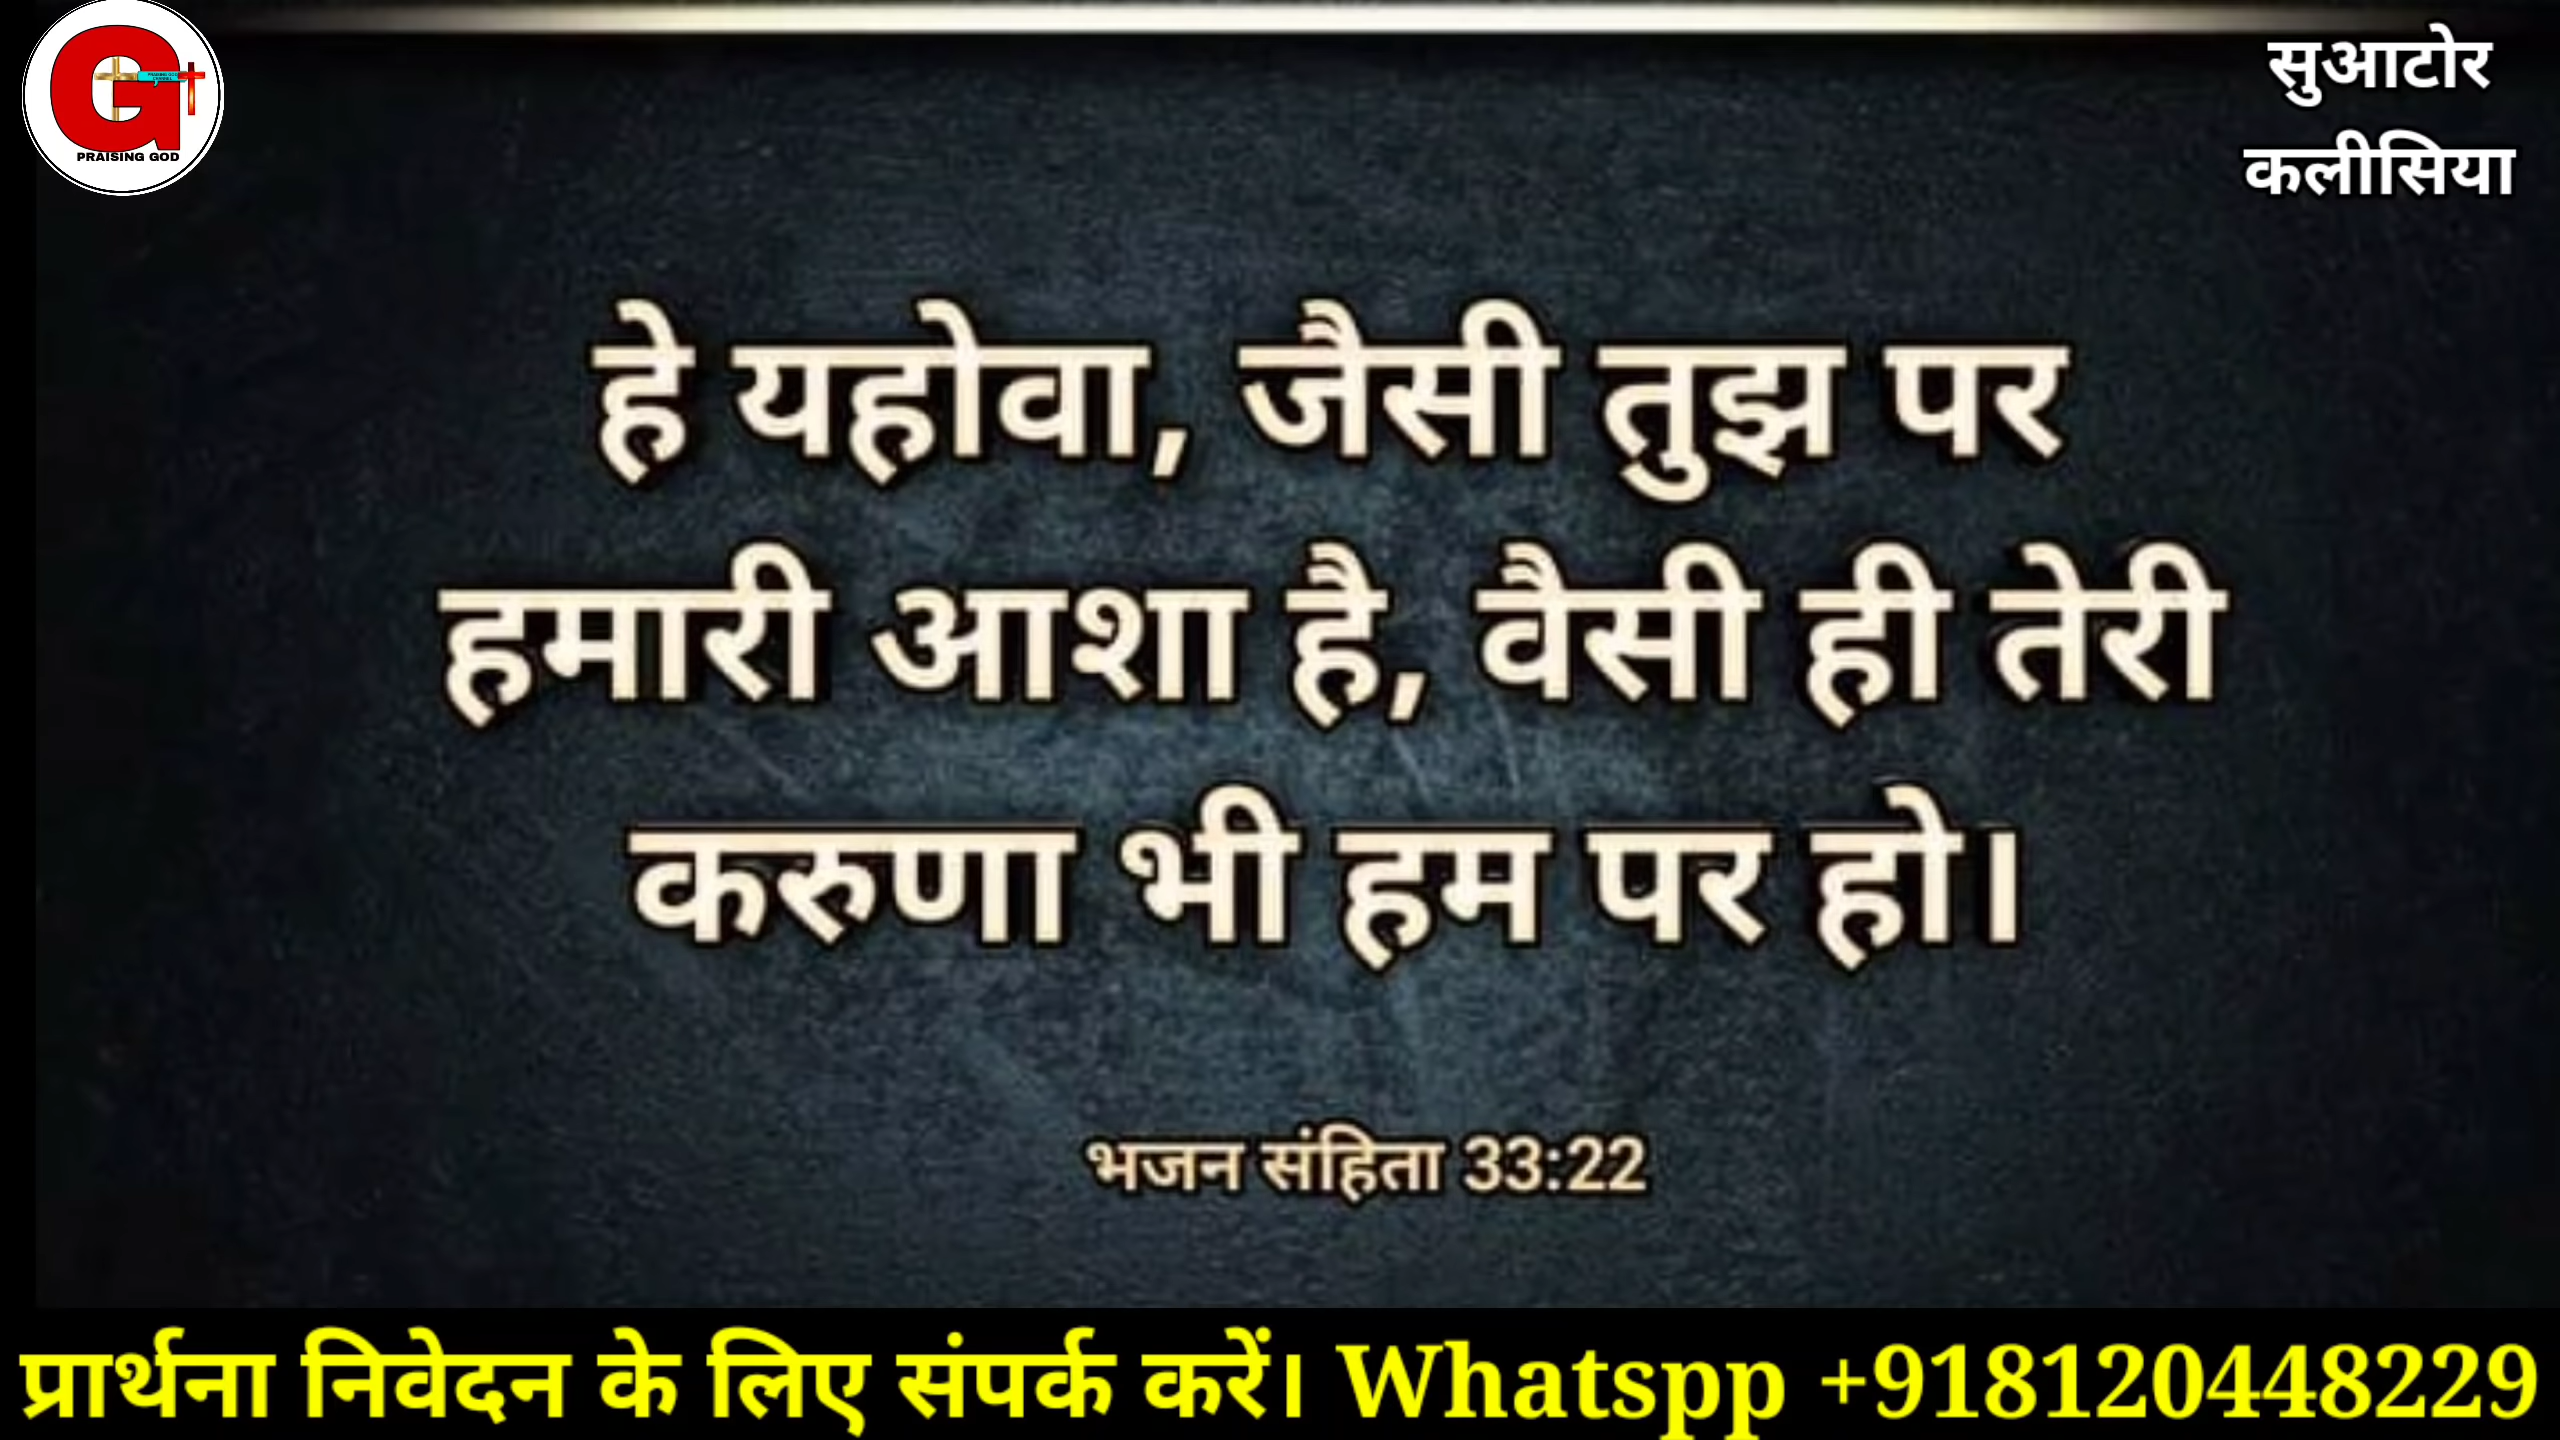 PRAISING GOD
सुआटोर
कलीसिया
हे यहोवा, जैसी तुझ पर
हमारी आशा है, वैसी ही तेरी
करुणा भी हम पर हो।
भजन संहिता 33:22
प्रार्थना निवेदन के लिए संपर्क करें। Whatspp +918120448229